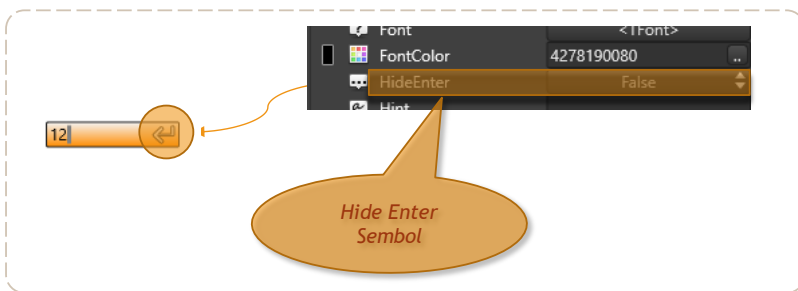 Font <TFont>
FontColor 4278190080 ..
HideEnter False
Hint
12
Hide Enter
Sembol